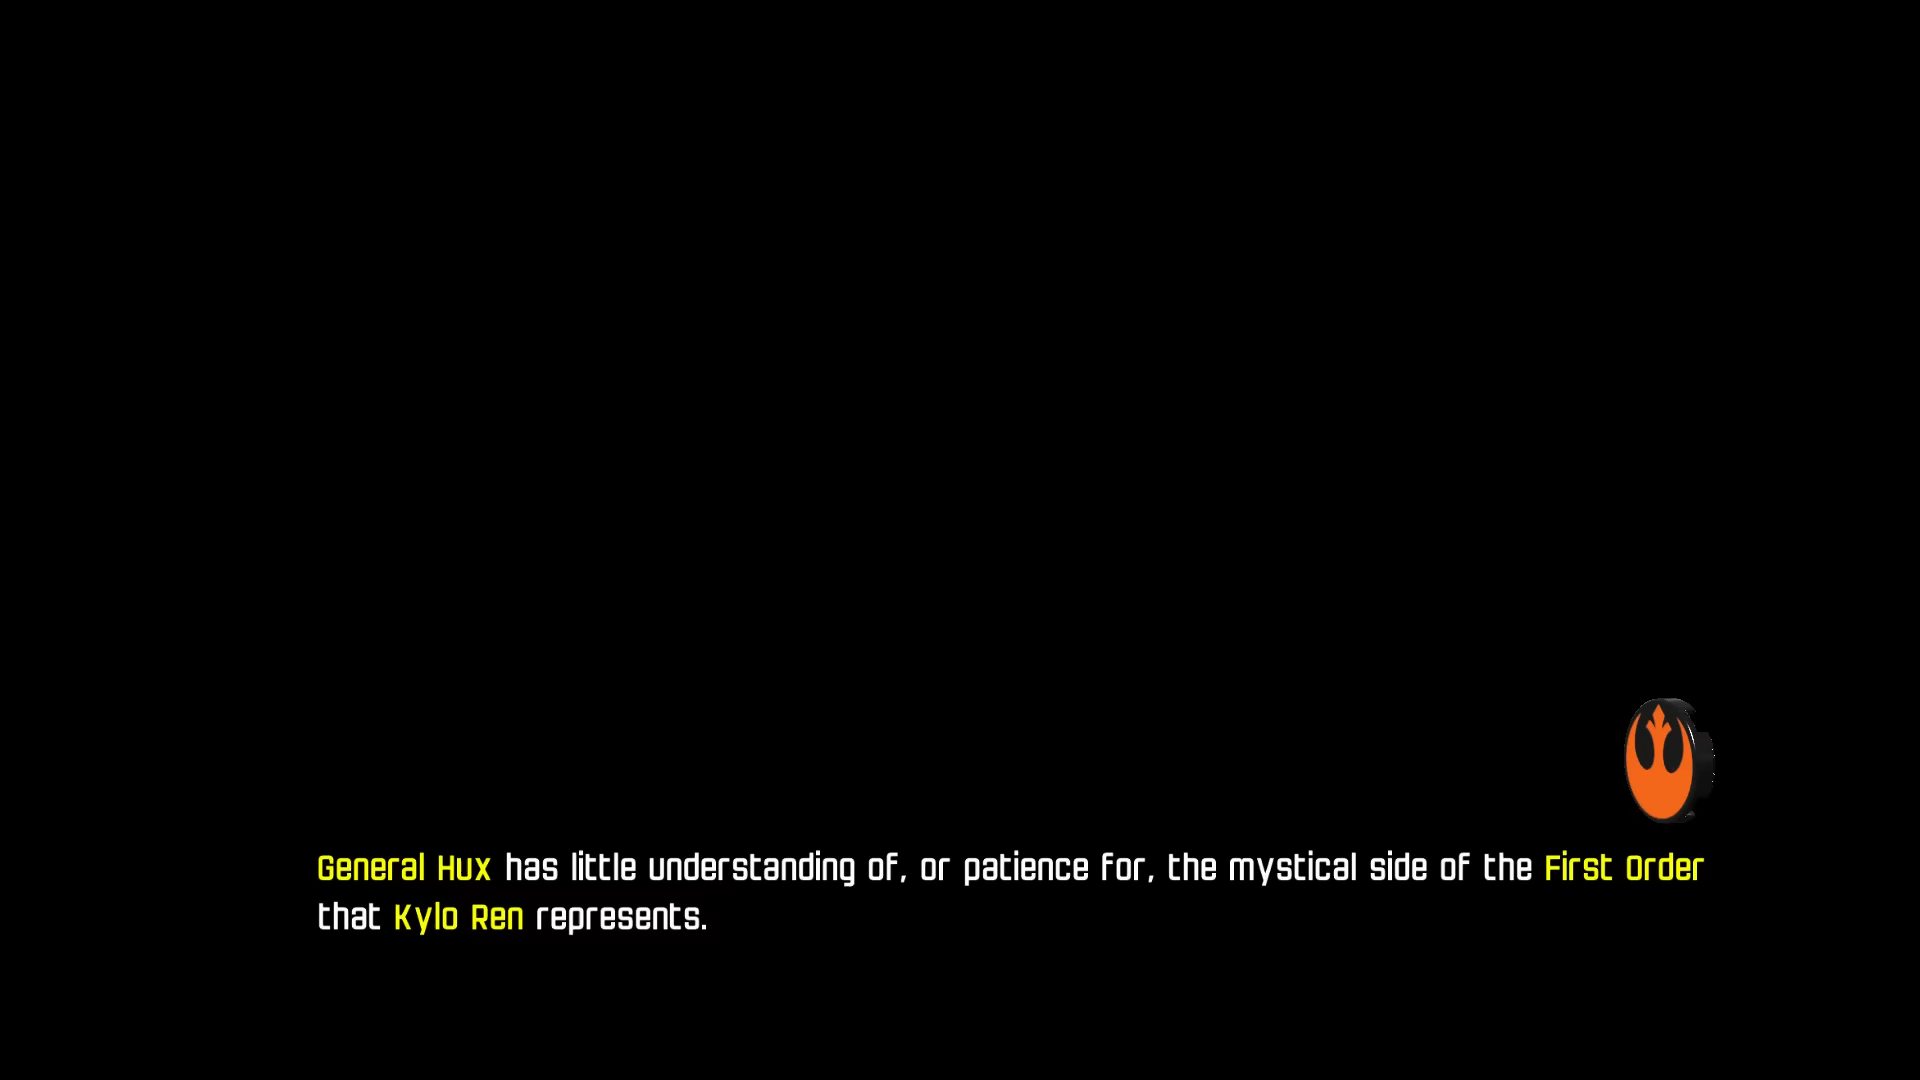 General Hux has little understanding of, or patience for, the mystical side of the First Order
that Kylo Ren represents.